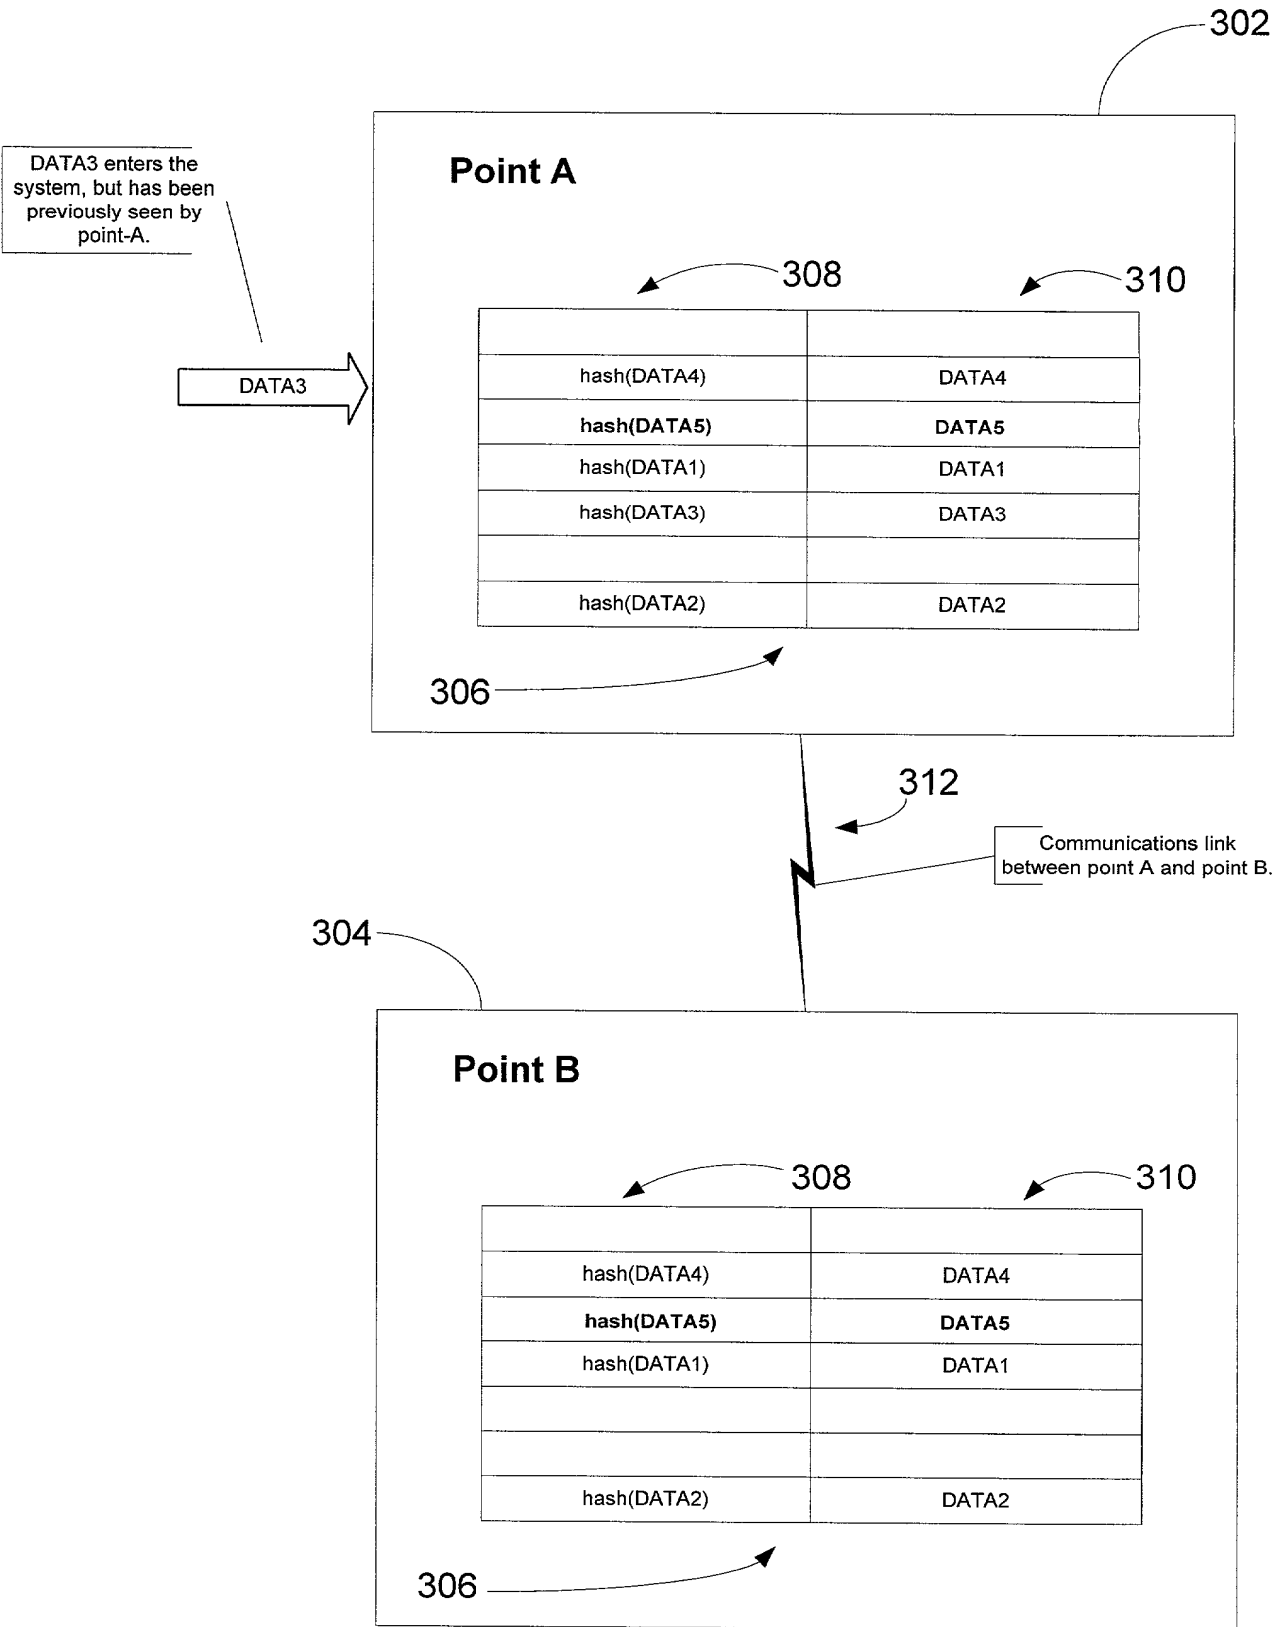 302
DATA3 enters the
system, but has been
previously seen by
point-A.
Point A
308
310
DATA3
hash(DATA4) DATA4
hash(DATA5) DATA5
hash(DATA1) DATA1
hash(DATA3) DATA3
hash(DATA2) DATA2
306
312
Communications link
between point A and point B.
304
Point B
308
310
hash(DATA4) DATA4
hash(DATA5) DATA5
hash(DATA1) DATA1
hash(DATA2) DATA2
306